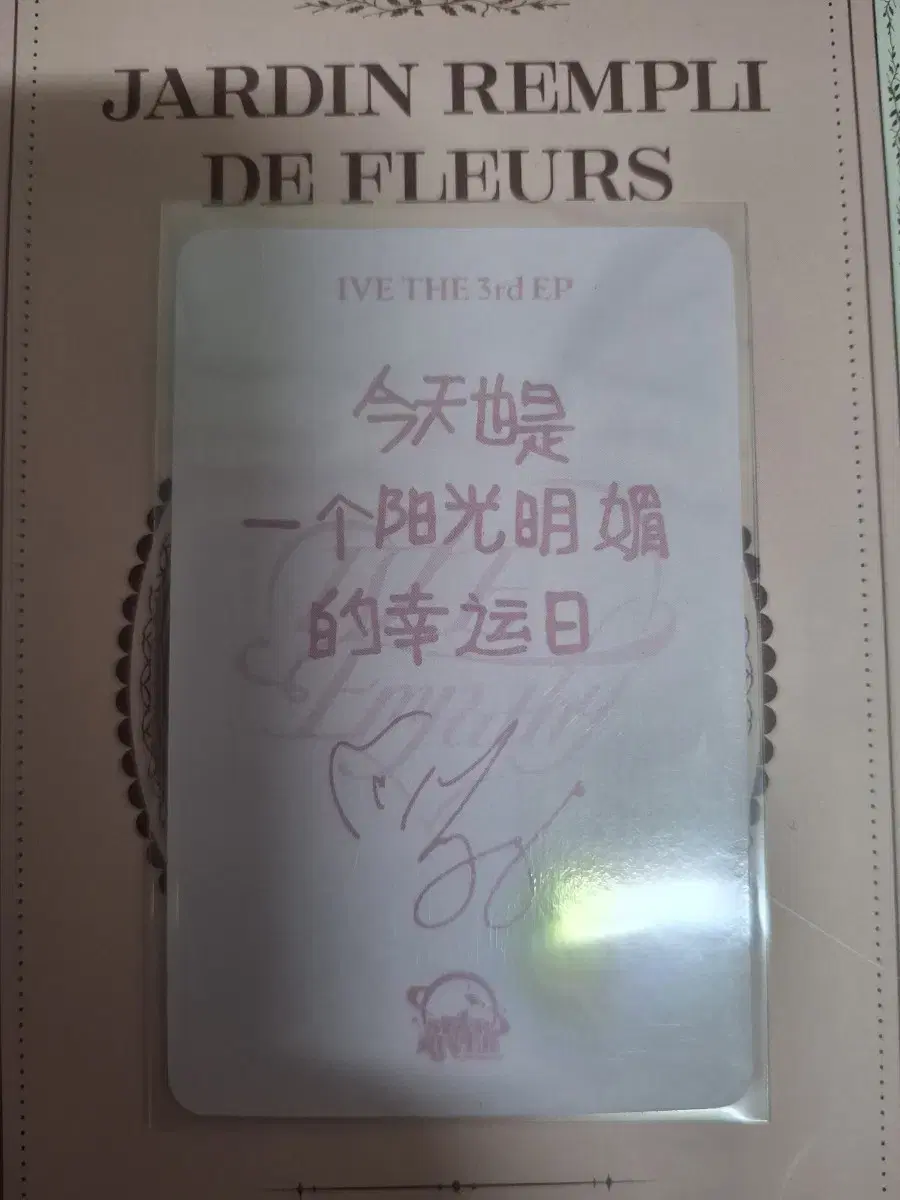 JARDIN REMPLI
DE FLEURS
IVE THE 3rd EP
今天也是
一个阳光明媚
的幸运日
Empathy